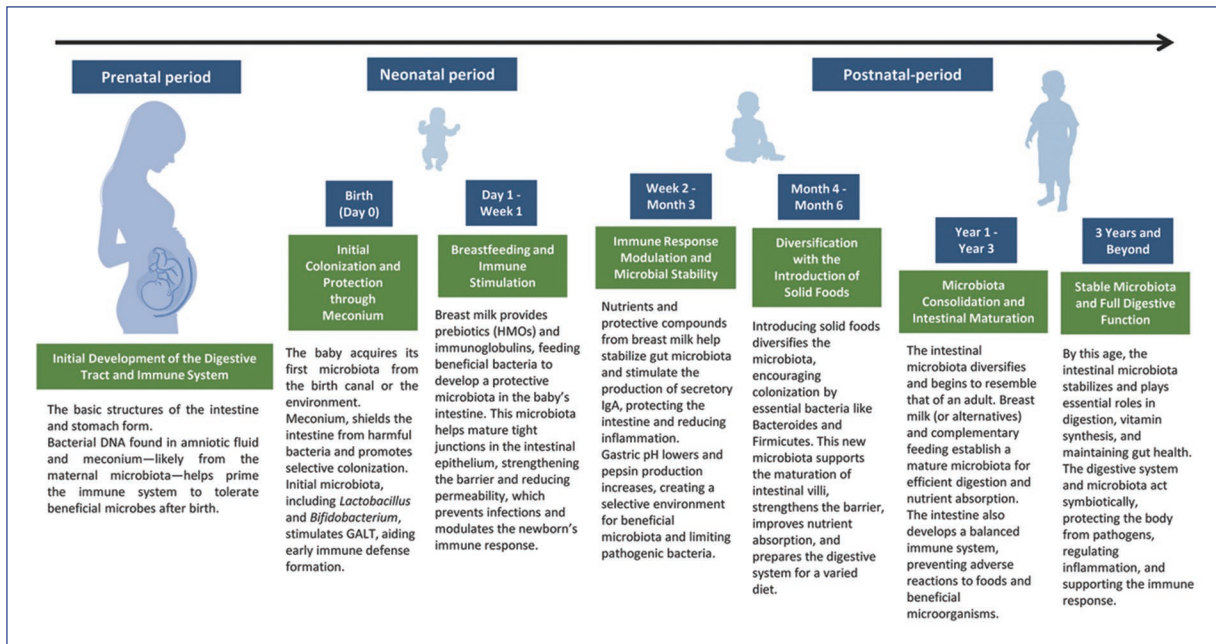 Prenatal period
Initial Development of the Digestive
Tract and Immune System
The basic structures of the intestine
and stomach form.
Bacterial DNA found in amniotic fluid
and meconium—likely from the
maternal microbiota—helps prime
the immune system to tolerate
beneficial microbes after birth.
Neonatal period
Birth
(Day 0)
Initial
Colonization and
Protection
through
Meconium
The baby acquires its
first microbiota from
the birth canal or the
environment.
Meconium, shields the
intestine from harmful
bacteria and promotes
selective colonization.
Initial microbiota,
including Lactobacillus
and Bifidobacterium,
stimulates GALT, aiding
early immune defense
formation.
Day 1 -
Week 1
Breastfeeding and
Immune
Stimulation
Breast milk provides
prebiotics (HMOs) and
immunoglobulins, feeding
beneficial bacteria to
develop a protective
microbiota in the baby's
intestine. This microbiota
helps mature tight
junctions in the intestinal
epithelium, strengthening
the barrier and reducing
permeability, which
prevents infections and
modulates the newborn's
immune response.
Postnatal-period
Week 2 -
Month 3
Immune Response
Modulation and
Microbial Stability
Nutrients and
protective compounds
from breast milk help
stabilize gut microbiota
and stimulate the
production of secretory
IgA, protecting the
intestine and reducing
inflammation.
Gastric pH lowers and
pepsin production
increases, creating a
selective environment
for beneficial
microbiota and limiting
pathogenic bacteria.
Month 4 -
Month 6
Diversification
with the
Introduction of
Solid Foods
Introducing solid foods
diversifies the
microbiota,
encouraging
colonization by
essential bacteria like
Bacteroides and
Firmicutes. This new
microbiota supports
the maturation of
intestinal villi,
strengthens the barrier,
improves nutrient
absorption, and
prepares the digestive
system for a varied
diet.
Year 1 -
Year 3
Microbiota
Consolidation and
Intestinal Maturation
The intestinal
microbiota diversifies
and begins to resemble
that of an adult. Breast
milk (or alternatives)
and complementary
feeding establish a
mature microbiota for
efficient digestion and
nutrient absorption.
The intestine also
develops a balanced
immune system,
preventing adverse
reactions to foods and
beneficial
microorganisms.
3 Years and
Beyond
Stable Microbiota
and Full Digestive
Function
By this age, the
intestinal microbiota
stabilizes and plays
essential roles in
digestion, vitamin
synthesis, and
maintaining gut health.
The digestive system
and microbiota act
symbiotically,
protecting the body
from pathogens,
regulating
inflammation, and
supporting the immune
response.